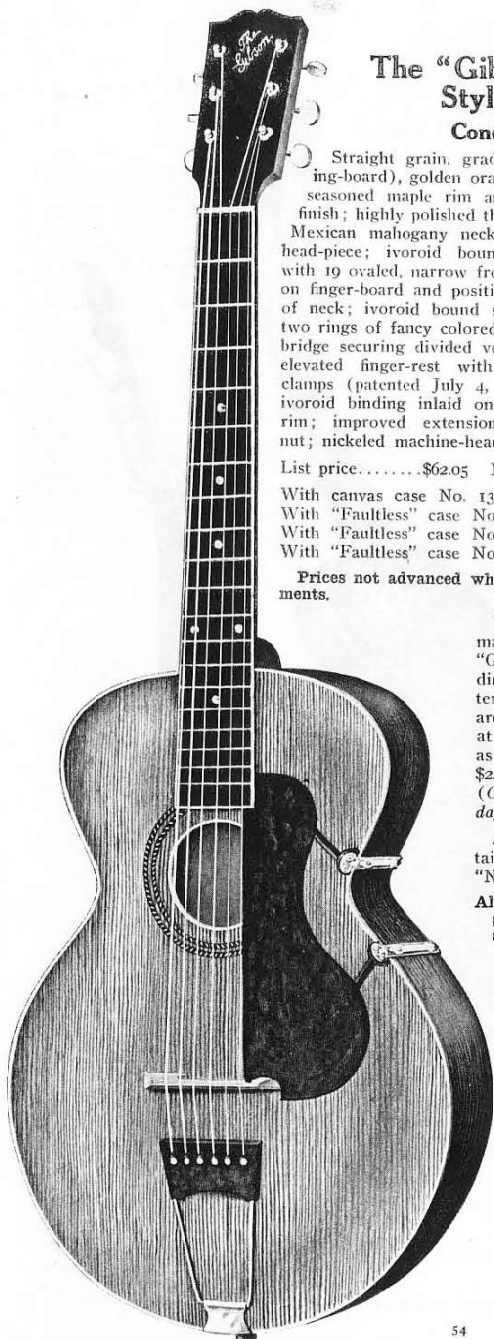 The
Gibson
The "Gib
Styl
Conc
Straight grain, grad
ing-board), golden ora
seasoned maple rim a
finish; highly polished th
Mexican mahogany neck
head-piece; ivoroid boun
with 19 ovaled, narrow fre
on finger-board and positi
of neck; ivoroid bound s
two rings of fancy colored
bridge securing divided v
elevated finger-rest with
clamps (patented July 4,
ivoroid binding inlaid on
rim; improved extension
nut; nickeled machine-hea
List price........$62.05
With canvas case No. 13
With "Faultless" case No.
With "Faultless" case No.
With "Faultless" case No.
Prices not advanced wh
ments.
ma
"G
din
ter
are
at
as
$2
(C
da
tai
"N
Al
54